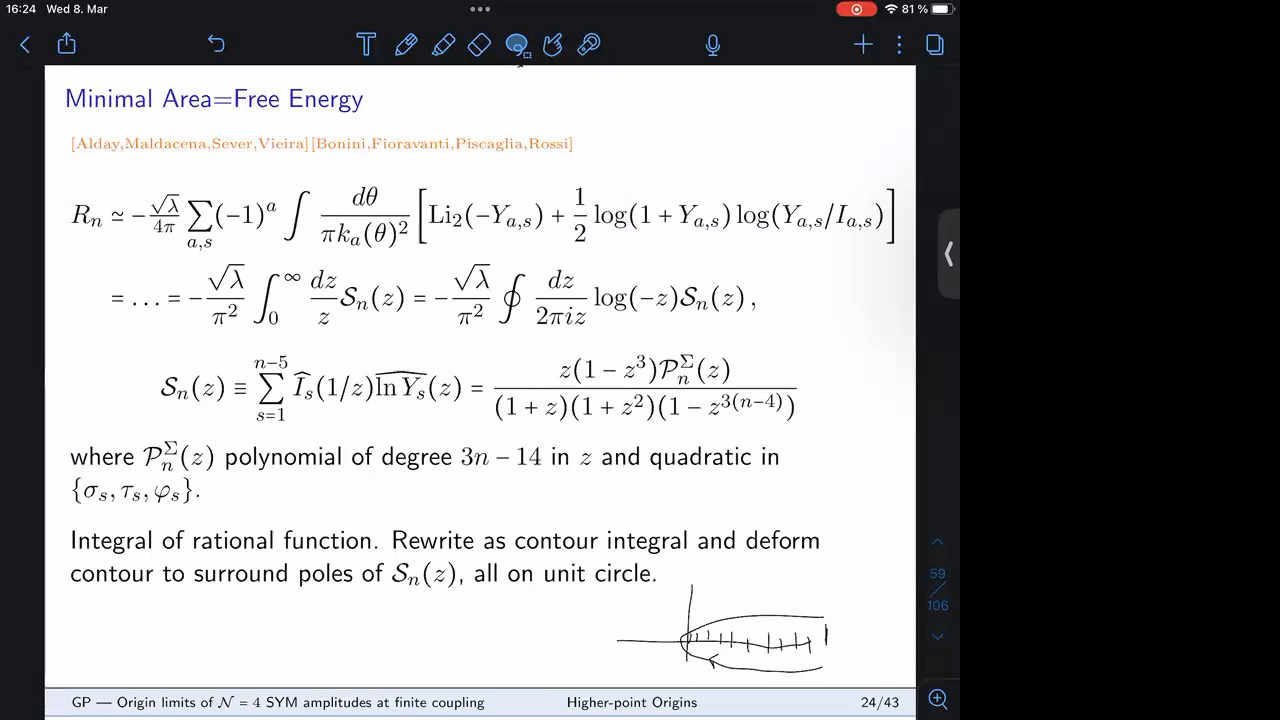 16:24 Wed 8. Mar 81 %
Minimal Area=Free Energy
[Alday,Maldacena,Sever,Vieira][Bonini,Fioravanti,Piscaglia,Rossi]
R_n ≃ −√λ/4π ∑_{a,s} (−1)^a ∫ dθ/πk_a(θ)^2 [Li_2(−Y_{a,s}) + 1/2 log(1 + Y_{a,s}) log(Y_{a,s}/I_{a,s})]
= … = −√λ/π^2 ∫_0^∞ dz/z 𝒮_n(z) = −√λ/π^2 ∮ dz/2πiz log(−z)𝒮_n(z) ,
𝒮_n(z) ≡ ∑_{s=1}^{n−5} Î_s(1/z) \widehat{ln Y_s}(z) = z(1 − z^3)𝒫_n^Σ(z) / (1 + z)(1 + z^2)(1 − z^{3(n−4)})
where 𝒫_n^Σ(z) polynomial of degree 3n − 14 in z and quadratic in
{σ_s, τ_s, φ_s}.
Integral of rational function. Rewrite as contour integral and deform
contour to surround poles of 𝒮_n(z), all on unit circle.
59
/
106
GP — Origin limits of 𝒩 = 4 SYM amplitudes at finite coupling Higher-point Origins 24/43